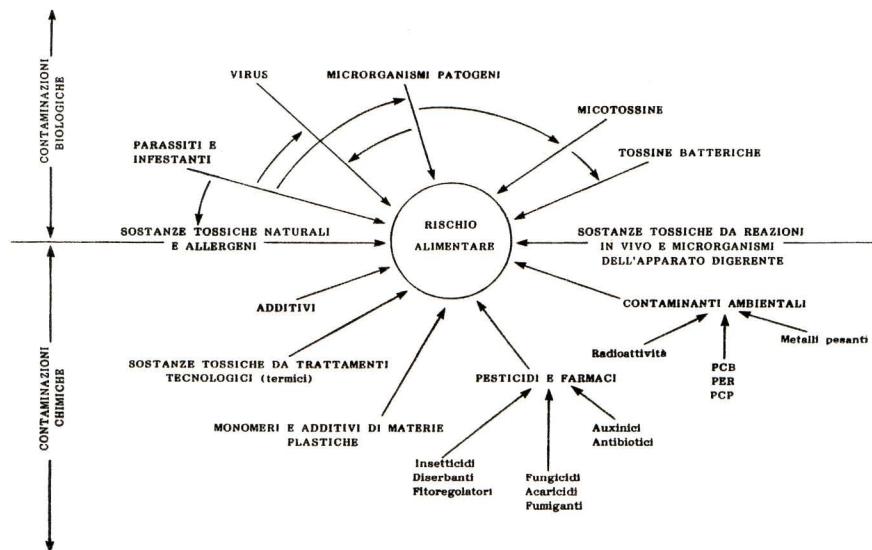 CONTAMINAZIONI
BIOLOGICHE
VIRUS
MICRORGANISMI PATOGENI
MICOTOSSINE
PARASSITI E
INFESTANTI
TOSSINE BATTERICHE
SOSTANZE TOSSICHE NATURALI
E ALLERGENI
RISCHIO
ALIMENTARE
SOSTANZE TOSSICHE DA REAZIONI
IN VIVO E MICRORGANISMI
DELL'APPARATO DIGERENTE
CONTAMINAZIONI
CHIMICHE
ADDITIVI
CONTAMINANTI AMBIENTALI
Radioattività
PCB
PER
PCP
Metalli pesanti
SOSTANZE TOSSICHE DA TRATTAMENTI
TECNOLOGICI (termici)
PESTICIDI E FARMACI
MONOMERI E ADDITIVI DI MATERIE
PLASTICHE
Auxinici
Antibiotici
Insetticidi
Diserbanti
Fitoregolatori
Fungicidi
Acaricidi
Fumiganti